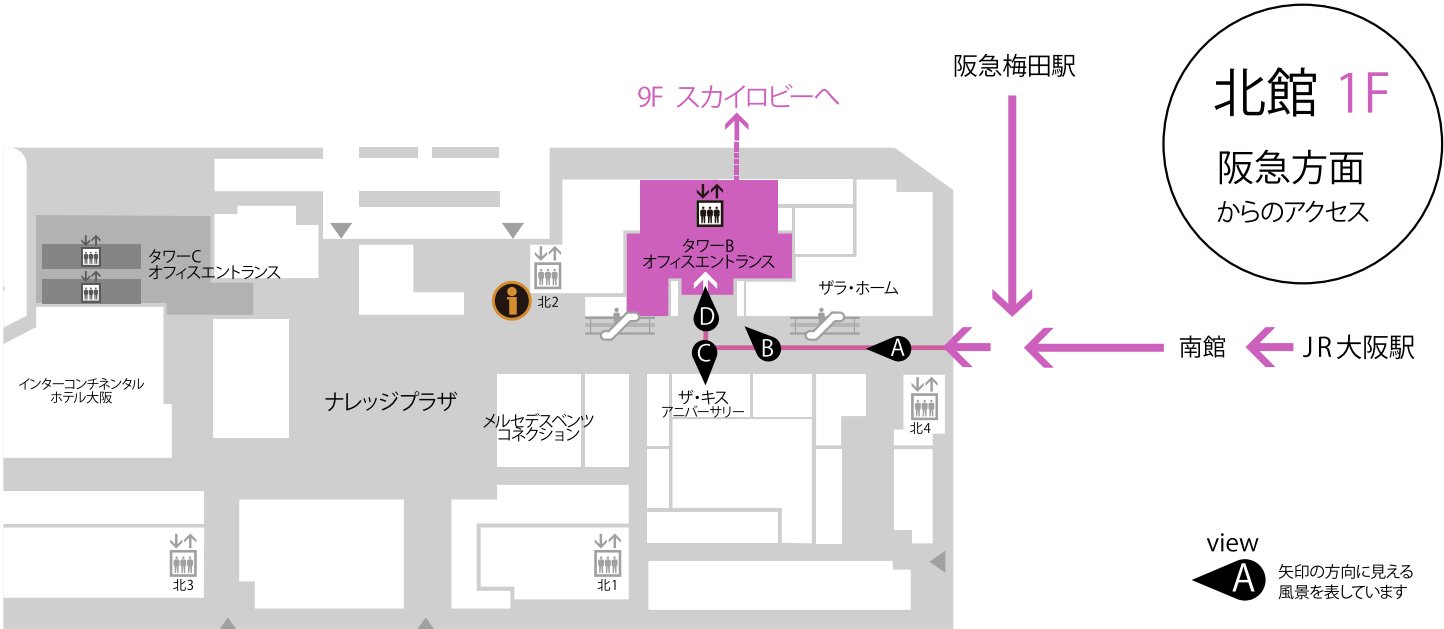 阪急梅田駅
北館 1F
阪急方面
からのアクセス
9F スカイロビーへ
タワーB
オフィスエントランス
タワーC
オフィスエントランス
i
北2
ザラ・ホーム
D
C
B
A
南館
JR大阪駅
インターコンチネンタル
ホテル大阪
ナレッジプラザ
メルセデスベンツ
コネクション
ザ・キス
アニバーサリー
北4
北3
北1
view
A
矢印の方向に見える
風景を表しています